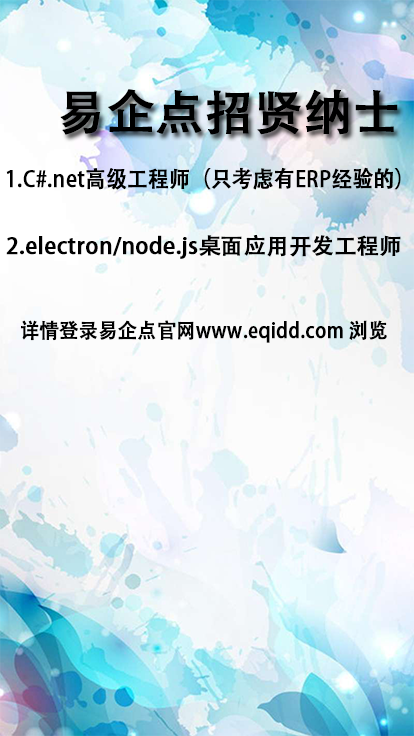 易企点招贤纳士
1.C#.net高级工程师（只考虑有ERP经验的）
2.electron/node.js桌面应用开发工程师
详情登录易企点官网www.eqidd.com 浏览